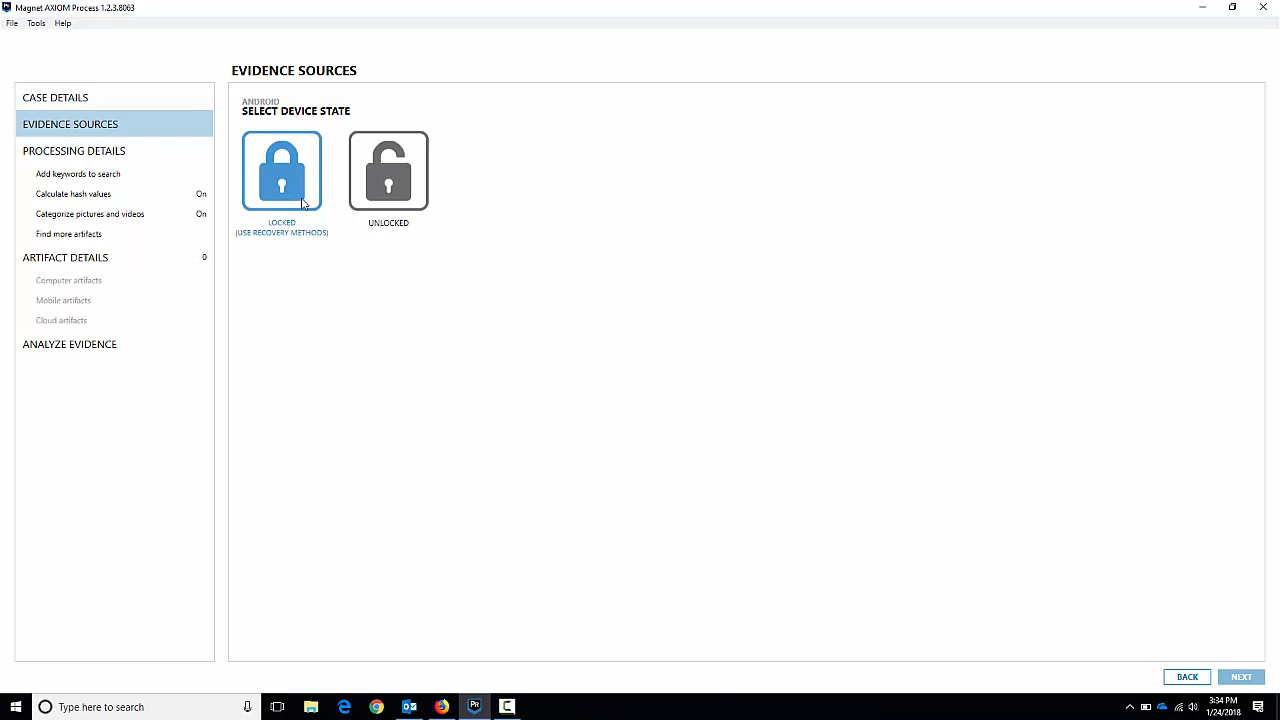 Magnet AXIOM Process 1.2.3.8063
File Tools Help
EVIDENCE SOURCES
CASE DETAILS
EVIDENCE SOURCES
PROCESSING DETAILS
Add keywords to search
Calculate hash values On
Categorize pictures and videos On
Find more artifacts
ARTIFACT DETAILS 0
Computer artifacts
Mobile artifacts
Cloud artifacts
ANALYZE EVIDENCE
ANDROID
SELECT DEVICE STATE
LOCKED
(USE RECOVERY METHODS)
UNLOCKED
BACK NEXT
Type here to search
3:34 PM
1/24/2018